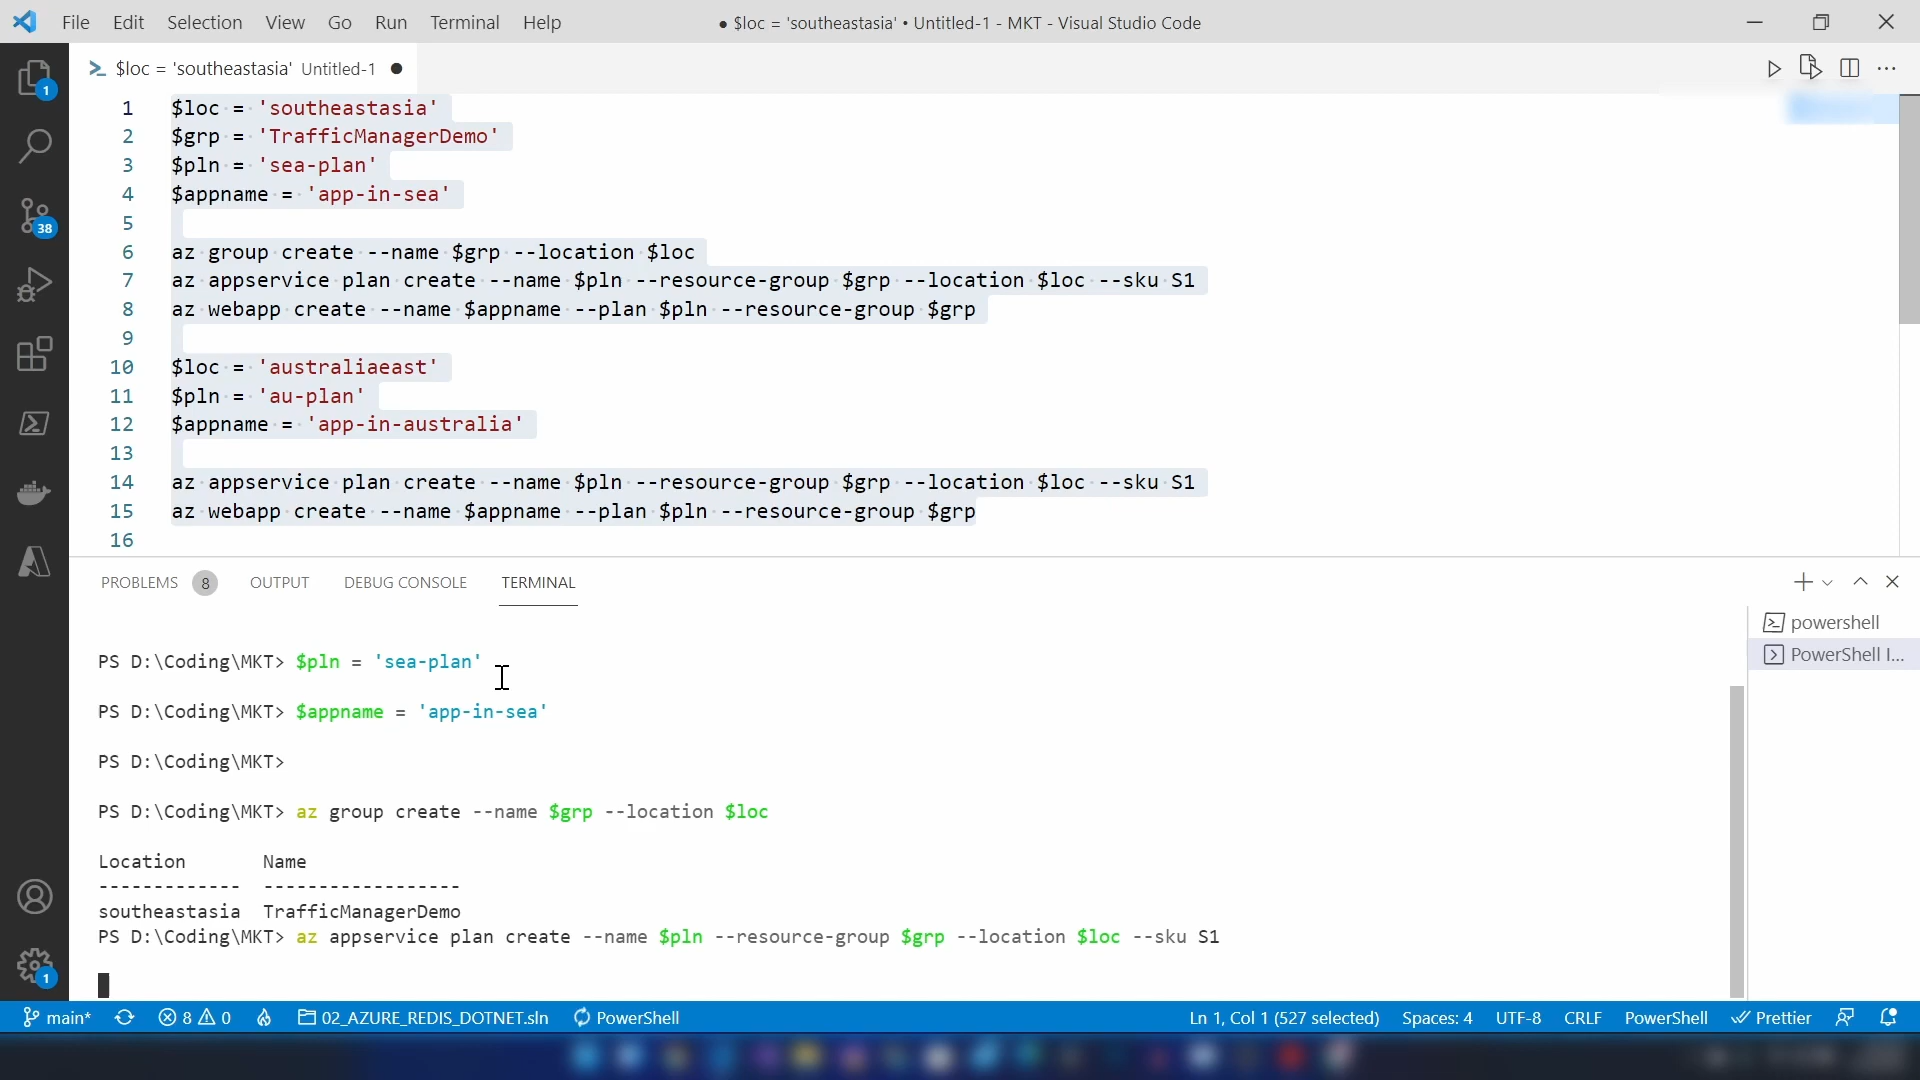 File Edit Selection View Go Run Terminal Help
● $loc = 'southeastasia' • Untitled-1 - MKT - Visual Studio Code
$loc = 'southeastasia' Untitled-1 ●
1 $loc = 'southeastasia'
2 $grp = 'TrafficManagerDemo'
3 $pln = 'sea-plan'
4 $appname = 'app-in-sea'
5
6 az group create --name $grp --location $loc
7 az appservice plan create --name $pln --resource-group $grp --location $loc --sku S1
8 az webapp create --name $appname --plan $pln --resource-group $grp
9
10 $loc = 'australiaeast'
11 $pln = 'au-plan'
12 $appname = 'app-in-australia'
13
14 az appservice plan create --name $pln --resource-group $grp --location $loc --sku S1
15 az webapp create --name $appname --plan $pln --resource-group $grp
16
1
38
1
PROBLEMS 8 OUTPUT DEBUG CONSOLE TERMINAL
powershell
PowerShell I...
PS D:\Coding\MKT> $pln = 'sea-plan'
PS D:\Coding\MKT> $appname = 'app-in-sea'
PS D:\Coding\MKT>
PS D:\Coding\MKT> az group create --name $grp --location $loc
Location Name
------------- ------------------
southeastasia TrafficManagerDemo
PS D:\Coding\MKT> az appservice plan create --name $pln --resource-group $grp --location $loc --sku S1
main* 8 0 02_AZURE_REDIS_DOTNET.sln PowerShell Ln 1, Col 1 (527 selected) Spaces: 4 UTF-8 CRLF PowerShell Prettier